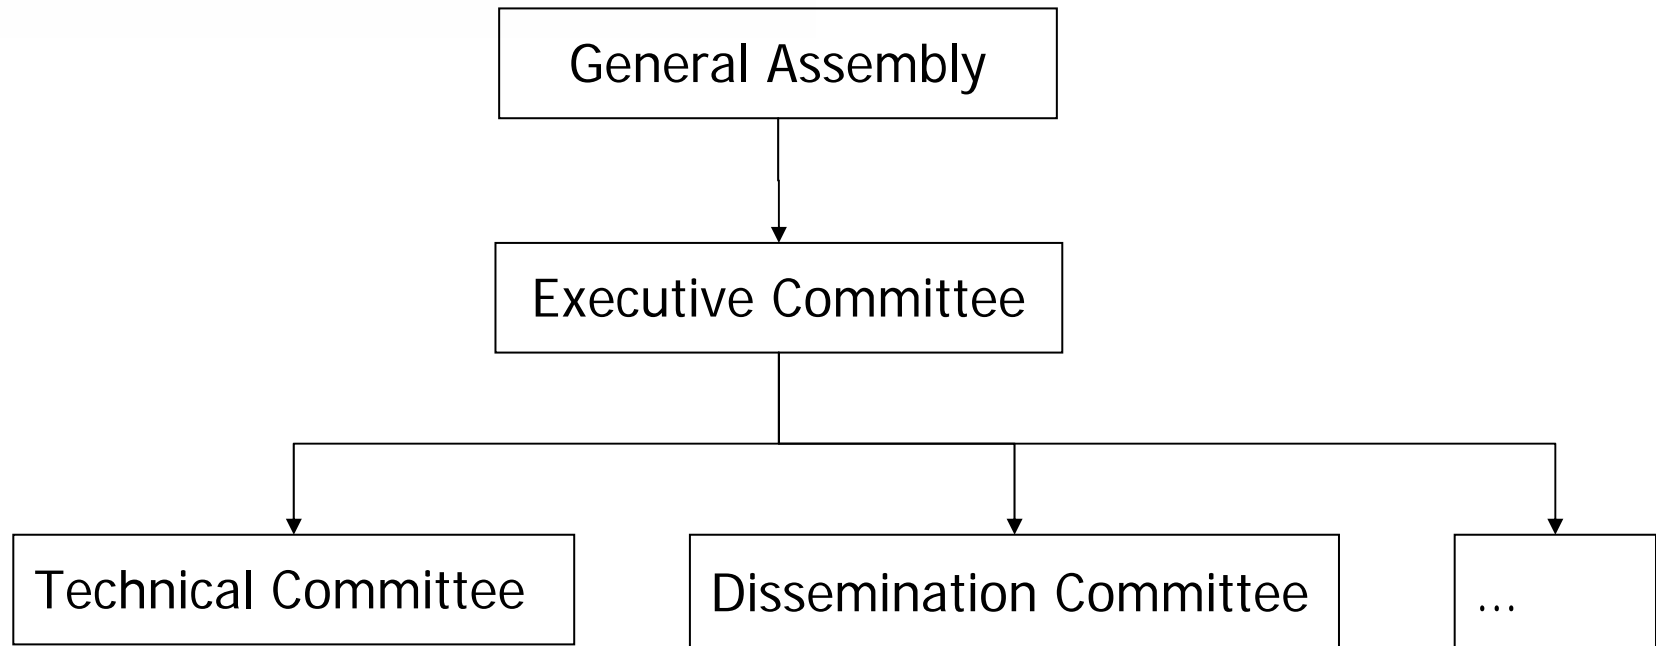 General Assembly
Executive Committee
Technical Committee
Dissemination Committee
...